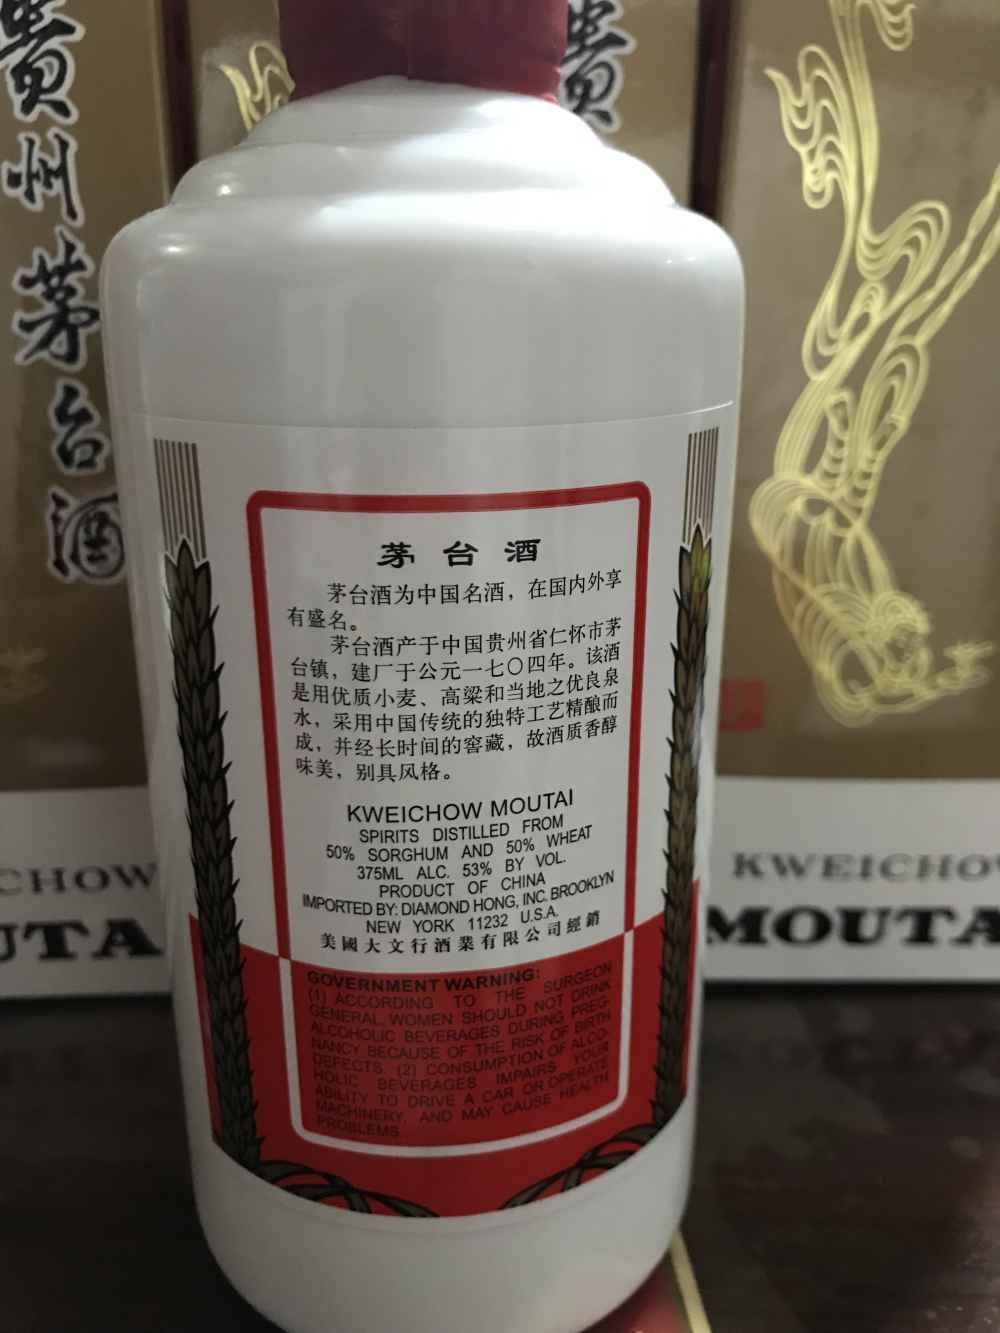 貴
州
茅
台
酒
貴
茅 台 酒
茅台酒为中国名酒，在国内外享
有盛名。
茅台酒产于中国贵州省仁怀市茅
台镇，建厂于公元一七〇四年。该酒
是用优质小麦、高粱和当地之优良泉
水，采用中国传统的独特工艺精酿而
成，并经长时间的窖藏，故酒质香醇
味美，别具风格。
KWEICHOW MOUTAI
SPIRITS DISTILLED FROM
50% SORGHUM AND 50% WHEAT
375ML ALC. 53% BY VOL.
PRODUCT OF CHINA
IMPORTED BY: DIAMOND HONG, INC. BROOKLYN
NEW YORK 11232 U.S.A.
美國大文行酒業有限公司經銷
GOVERNMENT WARNING:
(1) ACCORDING TO THE SURGEON
GENERAL, WOMEN SHOULD NOT DRINK
ALCOHOLIC BEVERAGES DURING PREG-
NANCY BECAUSE OF THE RISK OF BIRTH
DEFECTS. (2) CONSUMPTION OF ALCO-
HOLIC BEVERAGES IMPAIRS YOUR
ABILITY TO DRIVE A CAR OR OPERATE
MACHINERY, AND MAY CAUSE HEALTH
PROBLEMS
CHOW
UTA
KWEICHOW
MOUTA